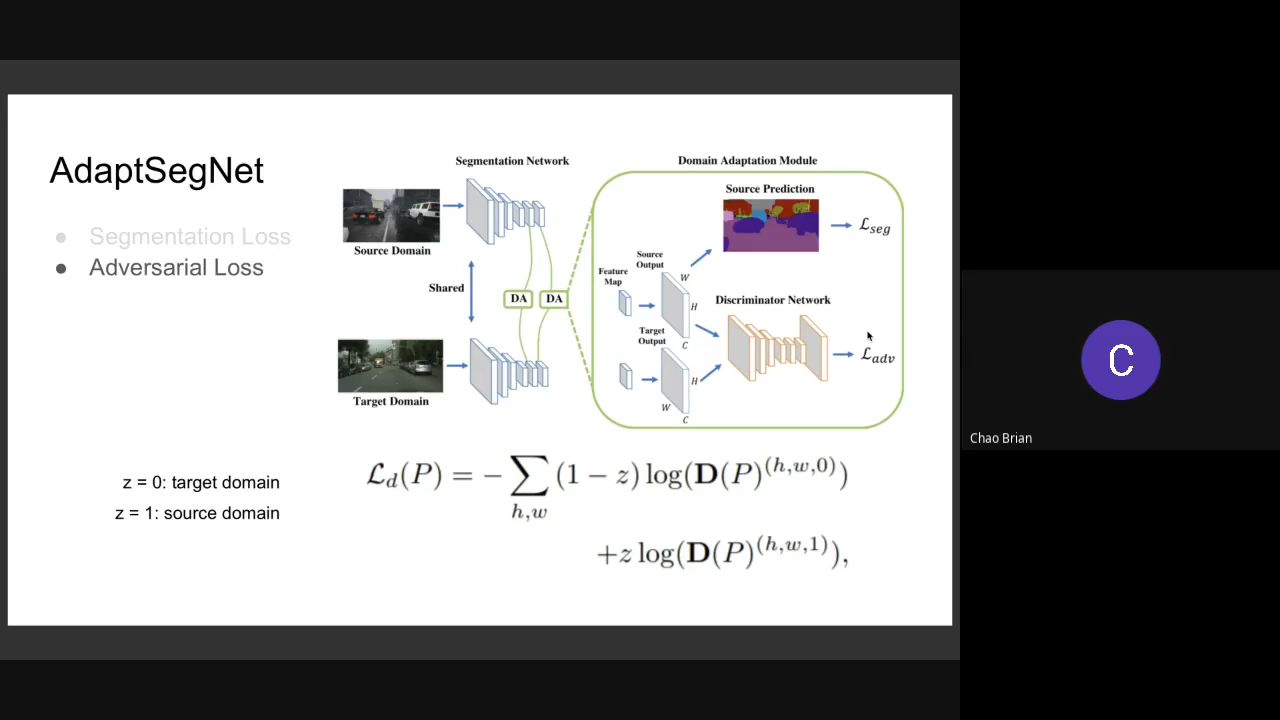 AdaptSegNet
● Segmentation Loss
● Adversarial Loss
Segmentation Network
Domain Adaptation Module
Source Domain
Shared
Target Domain
DA
DA
Source Prediction
ℒseg
Source
Output
Feature
Map
W
H
C
Target
Output
H
W
C
Discriminator Network
ℒadv
z = 0: target domain
z = 1: source domain
ℒd(P) = − ∑h,w (1 − z) log(D(P)^(h,w,0))
+z log(D(P)^(h,w,1)),
C
Chao Brian